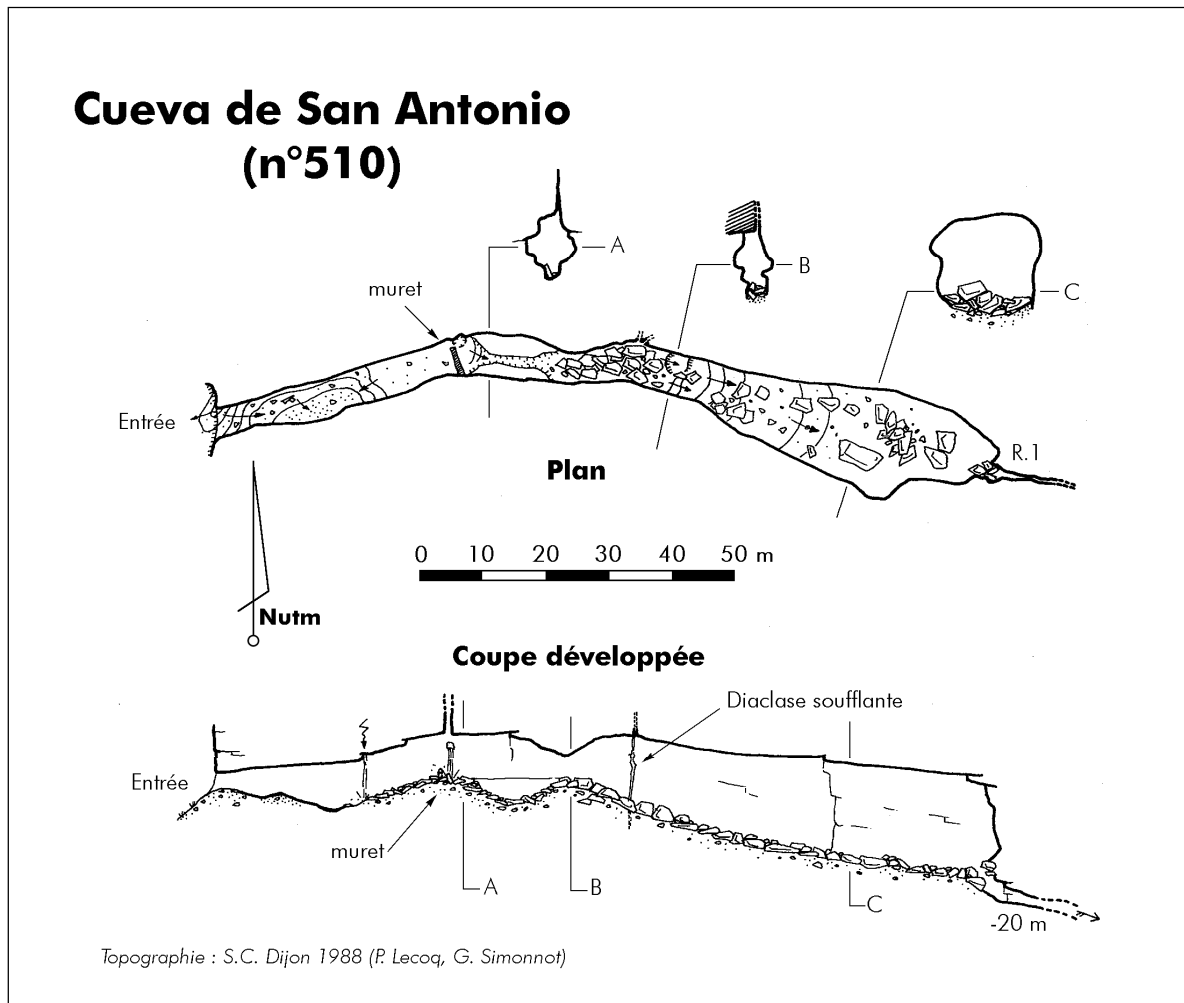 Cueva de San Antonio
(n°510)
A
B
C
muret
Entrée
R.1
Plan
0 10 20 30 40 50 m
Nutm
Coupe développée
Diaclase soufflante
Entrée
muret
A
B
C
-20 m
Topographie : S.C. Dijon 1988 (P. Lecoq, G. Simonnot)